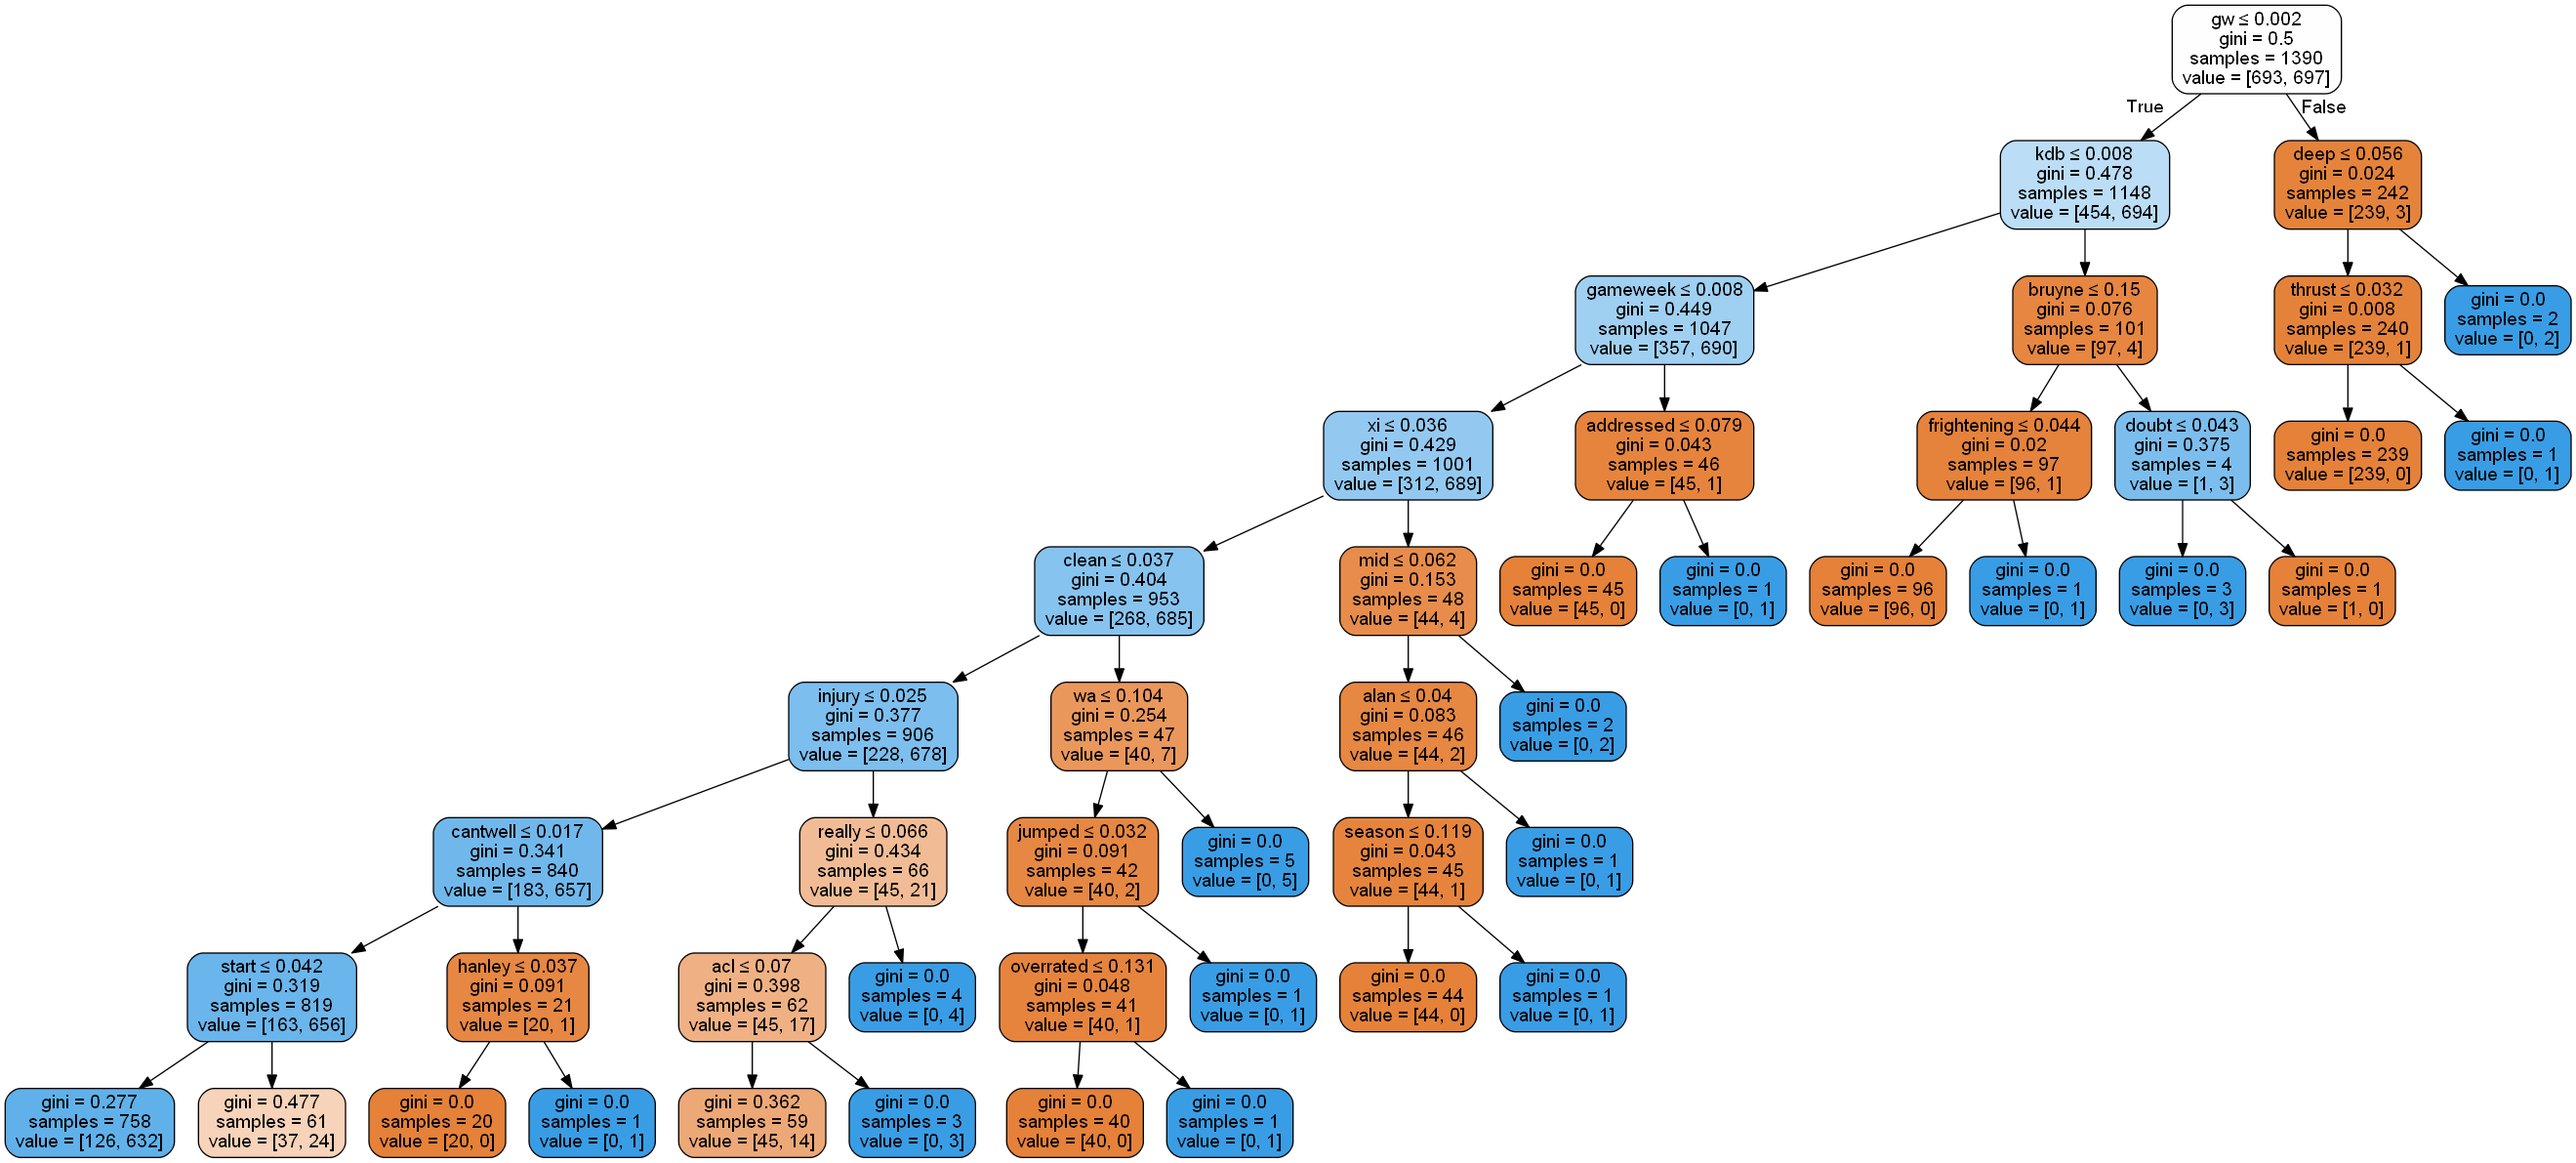 gw ≤ 0.002
gini = 0.5
samples = 1390
value = [693, 697]
True
False
kdb ≤ 0.008
gini = 0.478
samples = 1148
value = [454, 694]
deep ≤ 0.056
gini = 0.024
samples = 242
value = [239, 3]
gameweek ≤ 0.008
gini = 0.449
samples = 1047
value = [357, 690]
bruyne ≤ 0.15
gini = 0.076
samples = 101
value = [97, 4]
thrust ≤ 0.032
gini = 0.008
samples = 240
value = [239, 1]
gini = 0.0
samples = 2
value = [0, 2]
xi ≤ 0.036
gini = 0.429
samples = 1001
value = [312, 689]
addressed ≤ 0.079
gini = 0.043
samples = 46
value = [45, 1]
frightening ≤ 0.044
gini = 0.02
samples = 97
value = [96, 1]
doubt ≤ 0.043
gini = 0.375
samples = 4
value = [1, 3]
gini = 0.0
samples = 239
value = [239, 0]
gini = 0.0
samples = 1
value = [0, 1]
clean ≤ 0.037
gini = 0.404
samples = 953
value = [268, 685]
mid ≤ 0.062
gini = 0.153
samples = 48
value = [44, 4]
gini = 0.0
samples = 45
value = [45, 0]
gini = 0.0
samples = 1
value = [0, 1]
gini = 0.0
samples = 96
value = [96, 0]
gini = 0.0
samples = 1
value = [0, 1]
gini = 0.0
samples = 3
value = [0, 3]
gini = 0.0
samples = 1
value = [1, 0]
injury ≤ 0.025
gini = 0.377
samples = 906
value = [228, 678]
wa ≤ 0.104
gini = 0.254
samples = 47
value = [40, 7]
alan ≤ 0.04
gini = 0.083
samples = 46
value = [44, 2]
gini = 0.0
samples = 2
value = [0, 2]
cantwell ≤ 0.017
gini = 0.341
samples = 840
value = [183, 657]
really ≤ 0.066
gini = 0.434
samples = 66
value = [45, 21]
jumped ≤ 0.032
gini = 0.091
samples = 42
value = [40, 2]
gini = 0.0
samples = 5
value = [0, 5]
season ≤ 0.119
gini = 0.043
samples = 45
value = [44, 1]
gini = 0.0
samples = 1
value = [0, 1]
start ≤ 0.042
gini = 0.319
samples = 819
value = [163, 656]
hanley ≤ 0.037
gini = 0.091
samples = 21
value = [20, 1]
acl ≤ 0.07
gini = 0.398
samples = 62
value = [45, 17]
gini = 0.0
samples = 4
value = [0, 4]
overrated ≤ 0.131
gini = 0.048
samples = 41
value = [40, 1]
gini = 0.0
samples = 1
value = [0, 1]
gini = 0.0
samples = 44
value = [44, 0]
gini = 0.0
samples = 1
value = [0, 1]
gini = 0.277
samples = 758
value = [126, 632]
gini = 0.477
samples = 61
value = [37, 24]
gini = 0.0
samples = 20
value = [20, 0]
gini = 0.0
samples = 1
value = [0, 1]
gini = 0.362
samples = 59
value = [45, 14]
gini = 0.0
samples = 3
value = [0, 3]
gini = 0.0
samples = 40
value = [40, 0]
gini = 0.0
samples = 1
value = [0, 1]